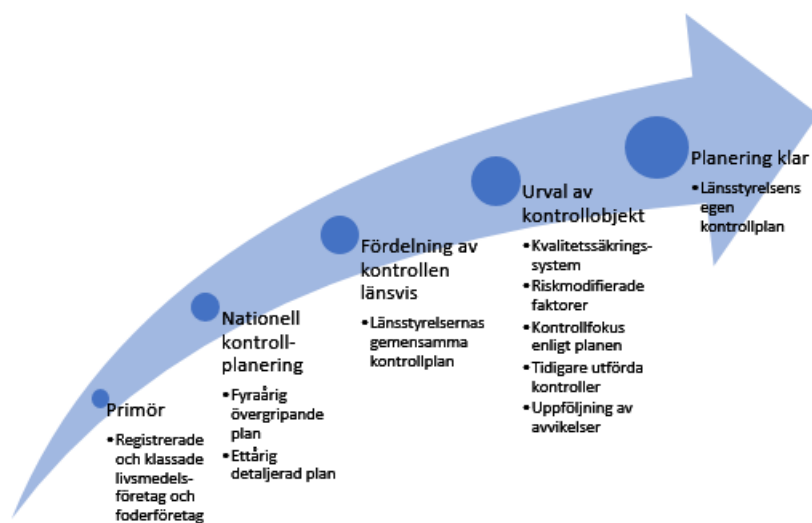 Primör
•Registrerade
och klassade
livsmedels-
företag och
foderföretag
Nationell
kontroll-
planering
•Fyraårig
övergripande
plan
•Ettårig
detaljerad plan
Fördelning av
kontrollen
länsvis
•Länsstyrelsernas
gemensamma
kontrollplan
Urval av
kontrollobjekt
•Kvalitetssäkrings-
system
•Riskmodifierade
faktorer
•Kontrollfokus
enligt planen
•Tidigare utförda
kontroller
•Uppföljning av
avvikelser
Planering klar
•Länsstyrelsens
egen
kontrollplan